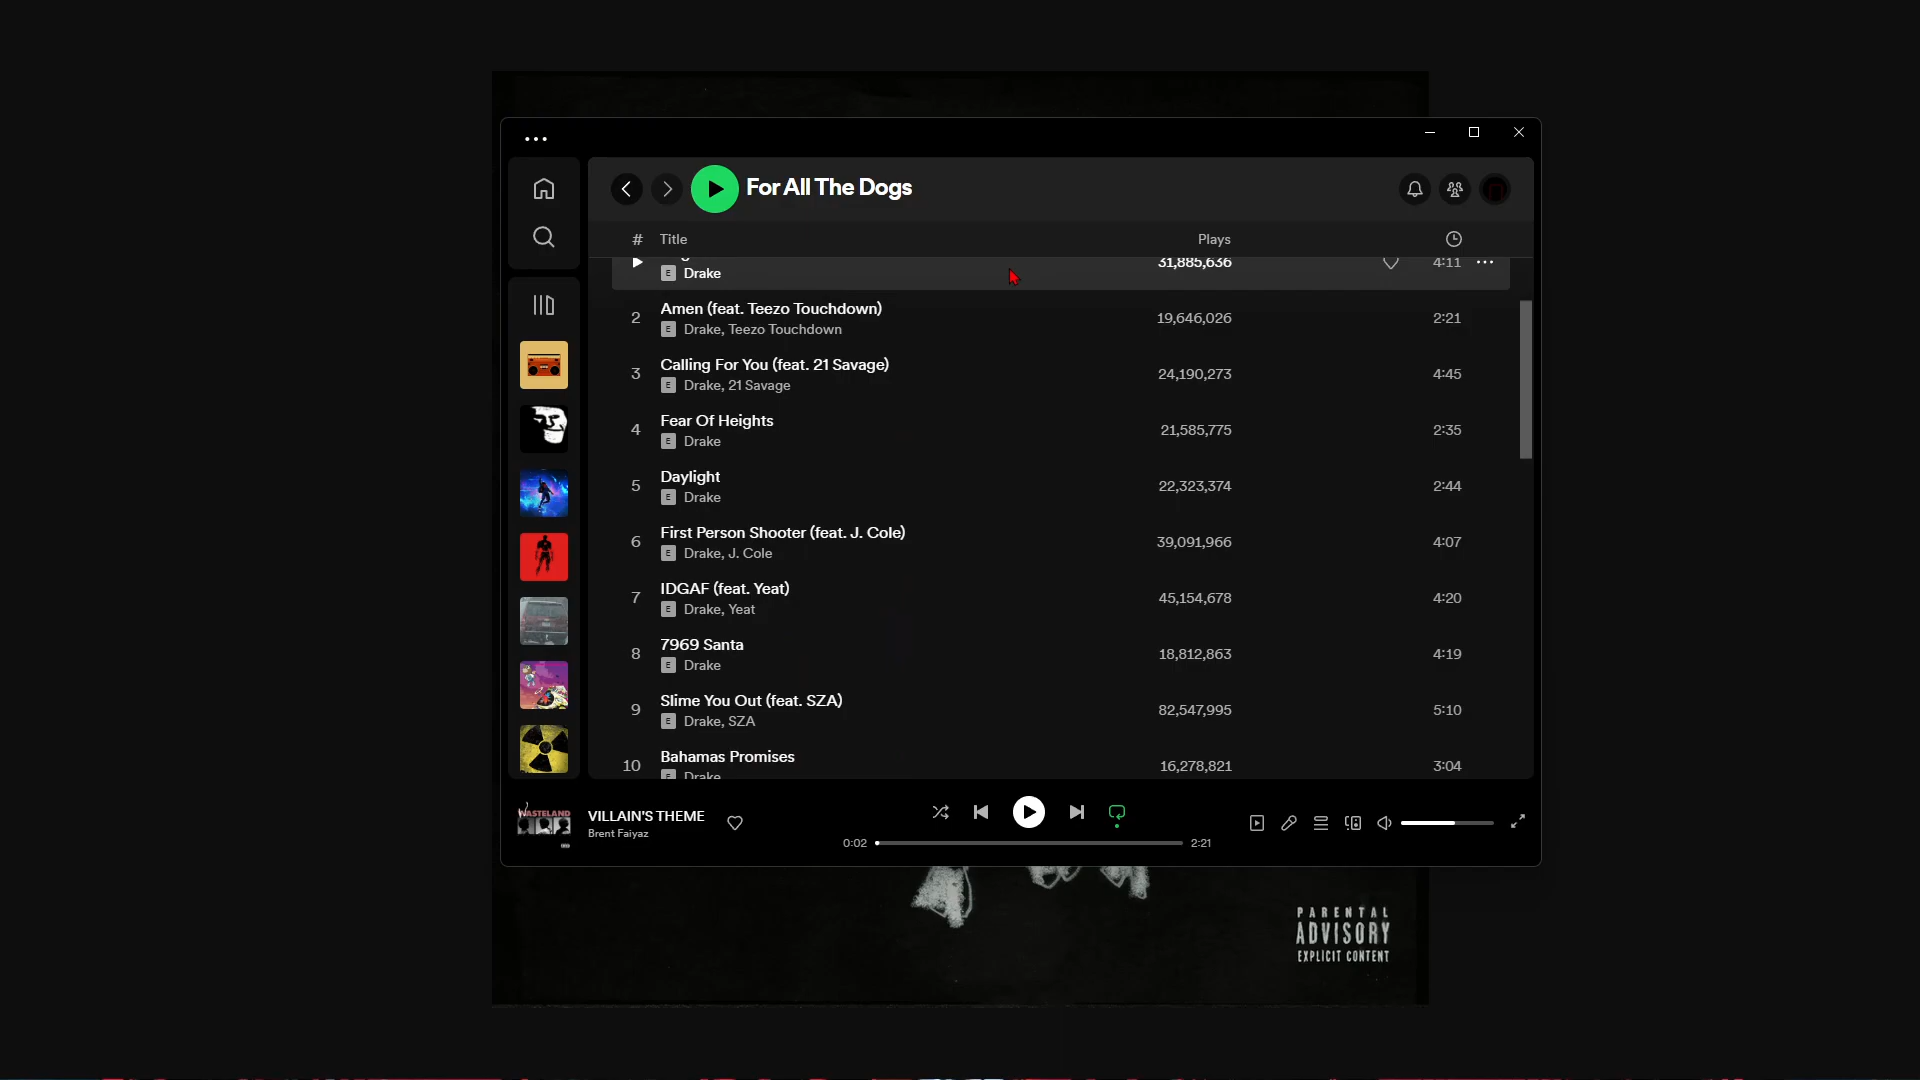 For All The Dogs
# Title Plays
31,885,636 4:11
E Drake
2 Amen (feat. Teezo Touchdown) 19,646,026 2:21
E Drake, Teezo Touchdown
3 Calling For You (feat. 21 Savage) 24,190,273 4:45
E Drake, 21 Savage
4 Fear Of Heights 21,585,775 2:35
E Drake
5 Daylight 22,323,374 2:44
E Drake
6 First Person Shooter (feat. J. Cole) 39,091,966 4:07
E Drake, J. Cole
7 IDGAF (feat. Yeat) 45,154,678 4:20
E Drake, Yeat
8 7969 Santa 18,812,863 4:19
E Drake
9 Slime You Out (feat. SZA) 82,547,995 5:10
E Drake, SZA
10 Bahamas Promises 16,278,821 3:04
E Drake
WASTELAND
VILLAIN'S THEME
Brent Faiyaz
0:02 2:21
PARENTAL
ADVISORY
EXPLICIT CONTENT